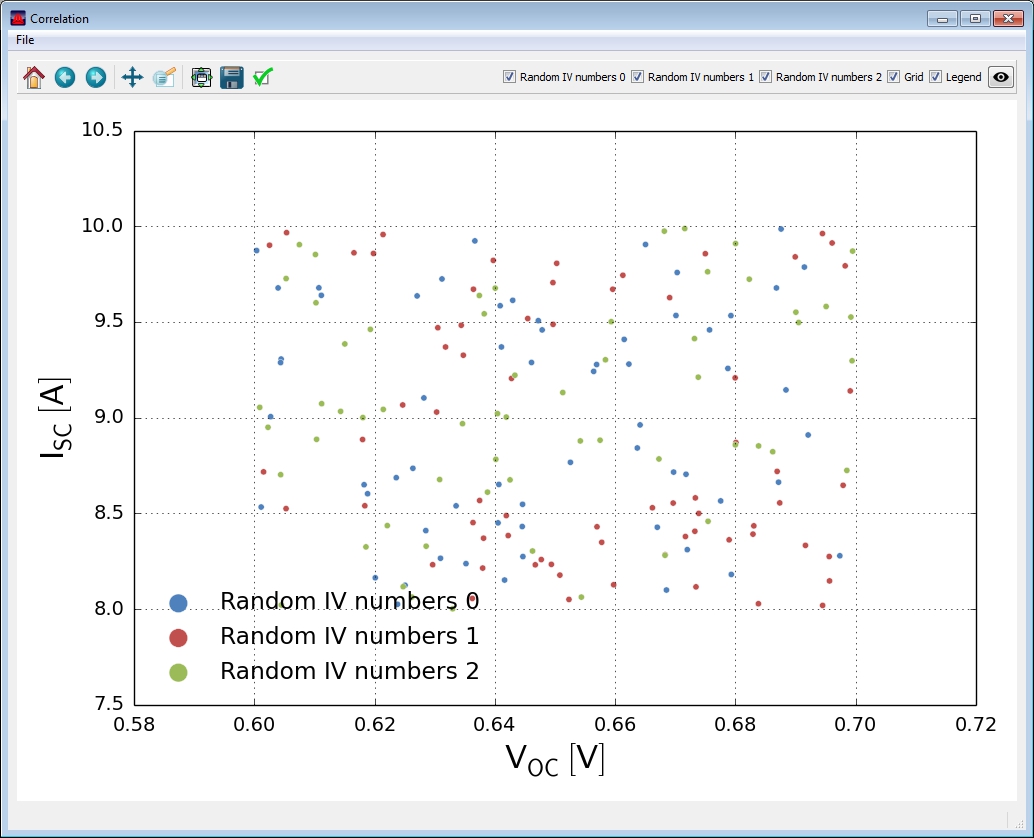 Correlation
File
Random IV numbers 0 Random IV numbers 1 Random IV numbers 2 Grid Legend
10.5
10.0
9.5
9.0
8.5
8.0
7.5
I_SC [A]
Random IV numbers 0
Random IV numbers 1
Random IV numbers 2
0.58 0.60 0.62 0.64 0.66 0.68 0.70 0.72
V_OC [V]